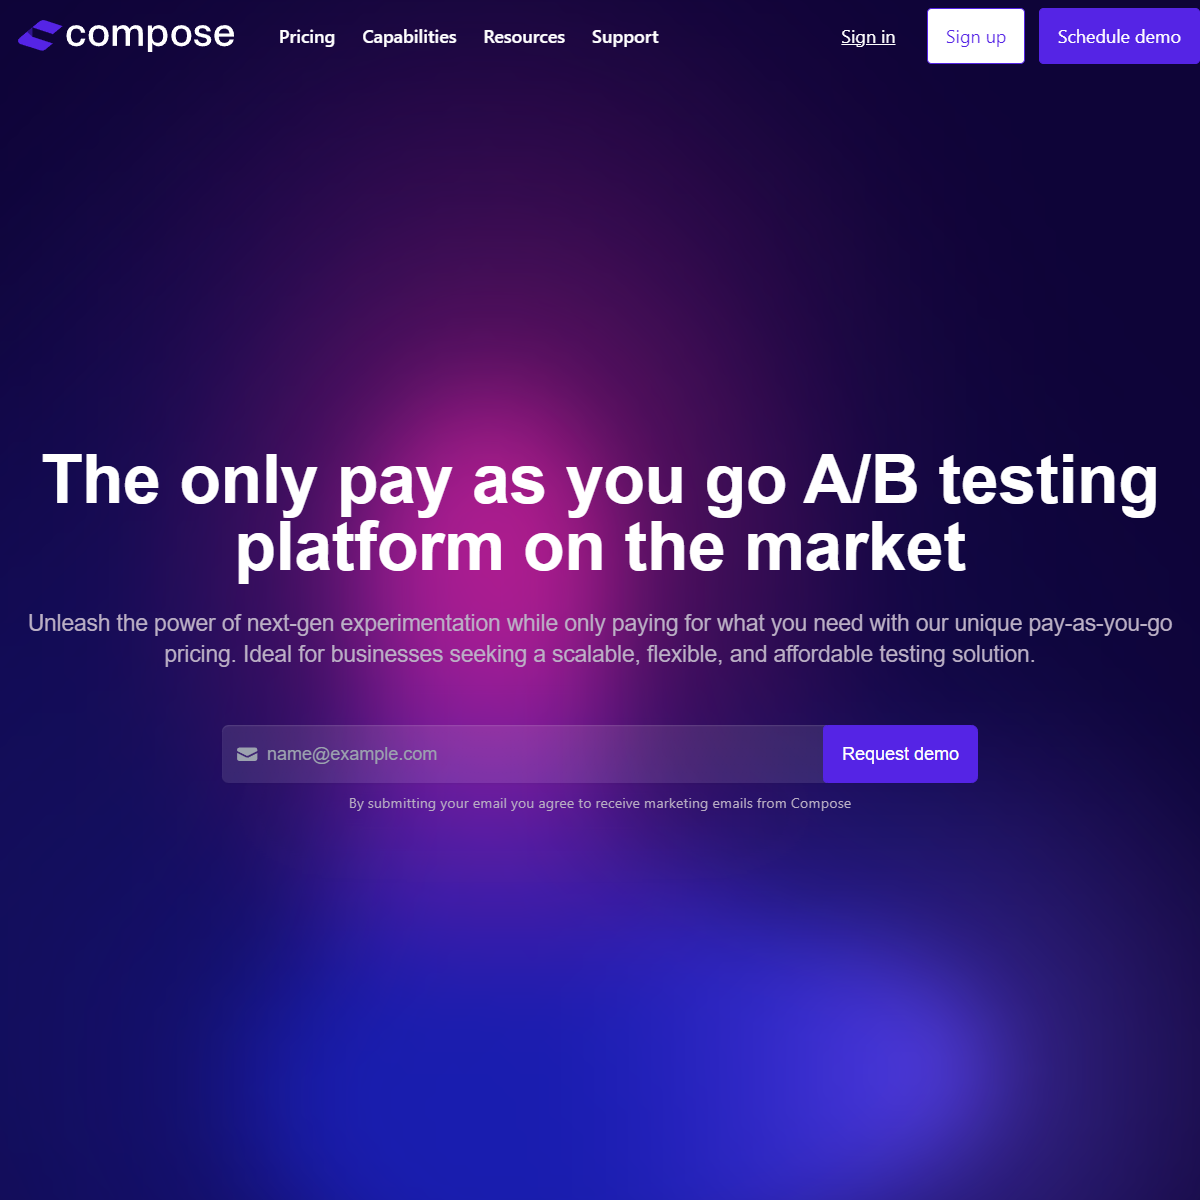 compose
Pricing Capabilities Resources Support Sign in Sign up Schedule demo
The only pay as you go A/B testing
platform on the market
Unleash the power of next-gen experimentation while only paying for what you need with our unique pay-as-you-go
pricing. Ideal for businesses seeking a scalable, flexible, and affordable testing solution.
name@example.com Request demo
By submitting your email you agree to receive marketing emails from Compose